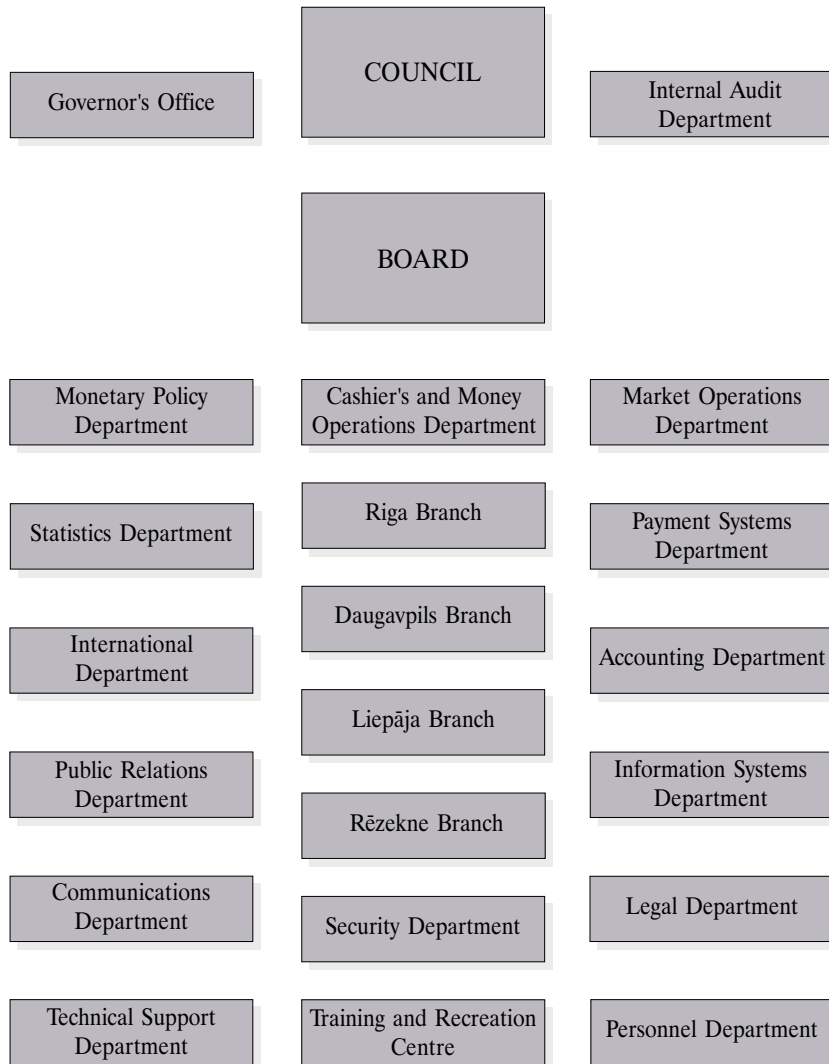 COUNCIL
Governor's Office
Internal Audit
Department
BOARD
Monetary Policy
Department
Cashier's and Money
Operations Department
Market Operations
Department
Statistics Department
Riga Branch
Payment Systems
Department
Daugavpils Branch
International
Department
Accounting Department
Liepāja Branch
Public Relations
Department
Information Systems
Department
Rēzekne Branch
Communications
Department
Security Department
Legal Department
Technical Support
Department
Training and Recreation
Centre
Personnel Department